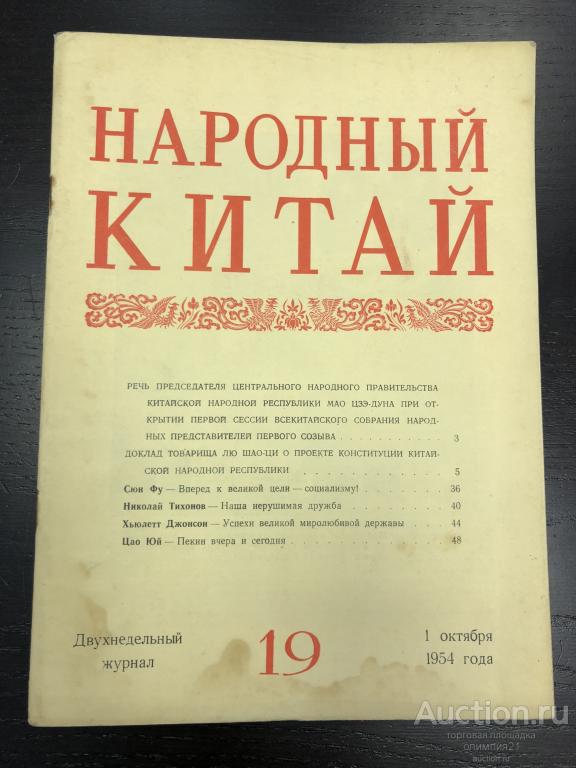 НАРОДНЫЙ
КИТАЙ
РЕЧЬ ПРЕДСЕДАТЕЛЯ ЦЕНТРАЛЬНОГО НАРОДНОГО ПРАВИТЕЛЬСТВА
КИТАЙСКОЙ НАРОДНОЙ РЕСПУБЛИКИ МАО ЦЗЭ-ДУНА ПРИ ОТ-
КРЫТИИ ПЕРВОЙ СЕССИИ ВСЕКИТАЙСКОГО СОБРАНИЯ НАРОД-
НЫХ ПРЕДСТАВИТЕЛЕЙ ПЕРВОГО СОЗЫВА . . . . . . . . . . . 3
ДОКЛАД ТОВАРИЩА ЛЮ ШАО-ЦИ О ПРОЕКТЕ КОНСТИТУЦИИ КИТАЙ-
СКОЙ НАРОДНОЙ РЕСПУБЛИКИ . . . . . . . . . . . . 5
Сюн Фу — Вперед к великой цели — социализму! . . . . . . . . 36
Николай Тихонов — Наша нерушимая дружба . . . . . . . . . . 40
Хьюлетт Джонсон — Успехи великой миролюбивой державы . . . . 44
Цао Юй — Пекин вчера и сегодня . . . . . . . . . . . . . . 48
Двухнедельный
журнал
19
1 октября
1954 года
Auction.ru
торговая площадка
олимпия21
auction.ru